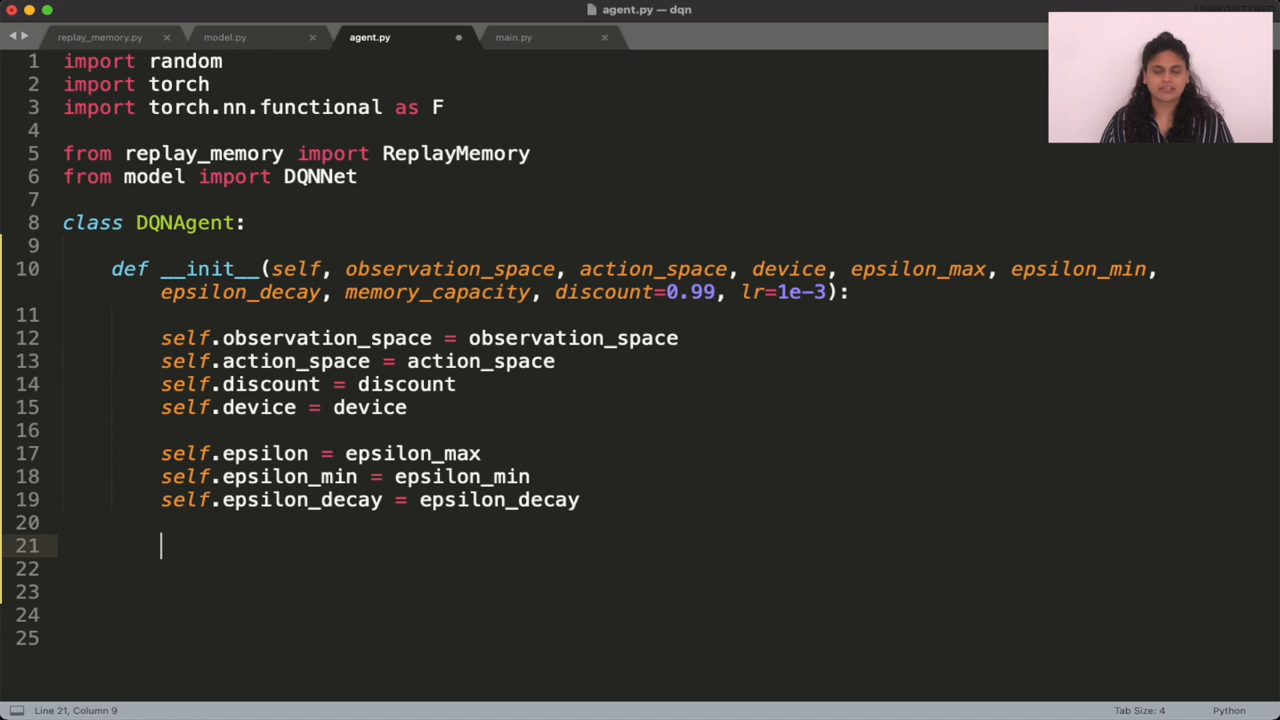 agent.py — dqn
UNREGISTERED
replay_memory.py
model.py
agent.py
main.py
1 import random
2 import torch
3 import torch.nn.functional as F
4
5 from replay_memory import ReplayMemory
6 from model import DQNNet
7
8 class DQNAgent:
9
10 def __init__(self, observation_space, action_space, device, epsilon_max, epsilon_min,
epsilon_decay, memory_capacity, discount=0.99, lr=1e-3):
11
12 self.observation_space = observation_space
13 self.action_space = action_space
14 self.discount = discount
15 self.device = device
16
17 self.epsilon = epsilon_max
18 self.epsilon_min = epsilon_min
19 self.epsilon_decay = epsilon_decay
20
21
22
23
24
25
Line 21, Column 9
Tab Size: 4
Python